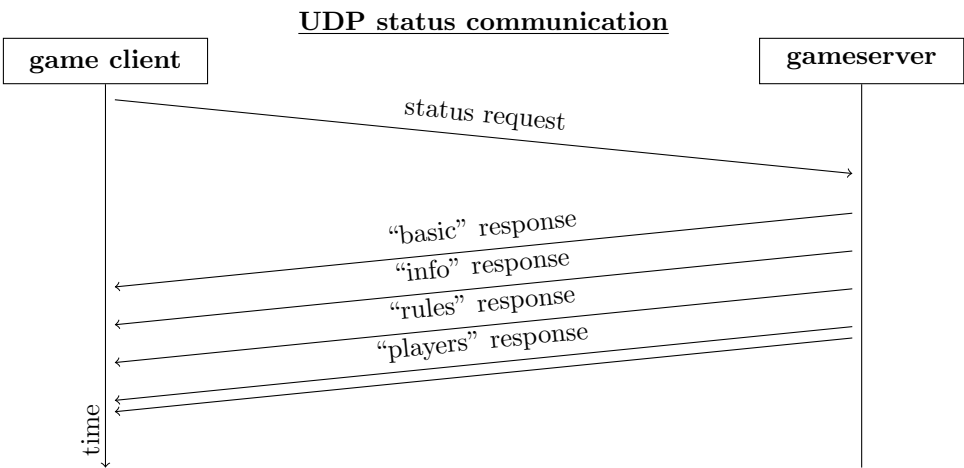 UDP status communication
game client
gameserver
status request
“basic” response
“info” response
“rules” response
“players” response
time